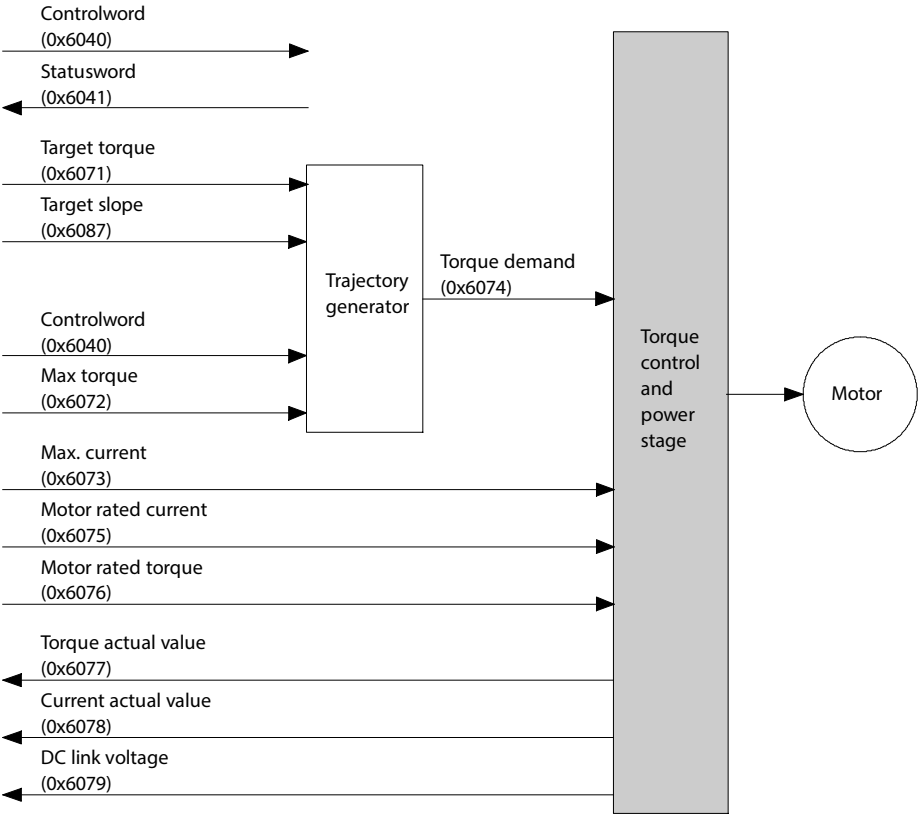 Controlword
(0x6040)
Statusword
(0x6041)
Target torque
(0x6071)
Target slope
(0x6087)
Controlword
(0x6040)
Max torque
(0x6072)
Trajectory
generator
Torque demand
(0x6074)
Max. current
(0x6073)
Motor rated current
(0x6075)
Motor rated torque
(0x6076)
Torque actual value
(0x6077)
Current actual value
(0x6078)
DC link voltage
(0x6079)
Torque
control
and
power
stage
Motor